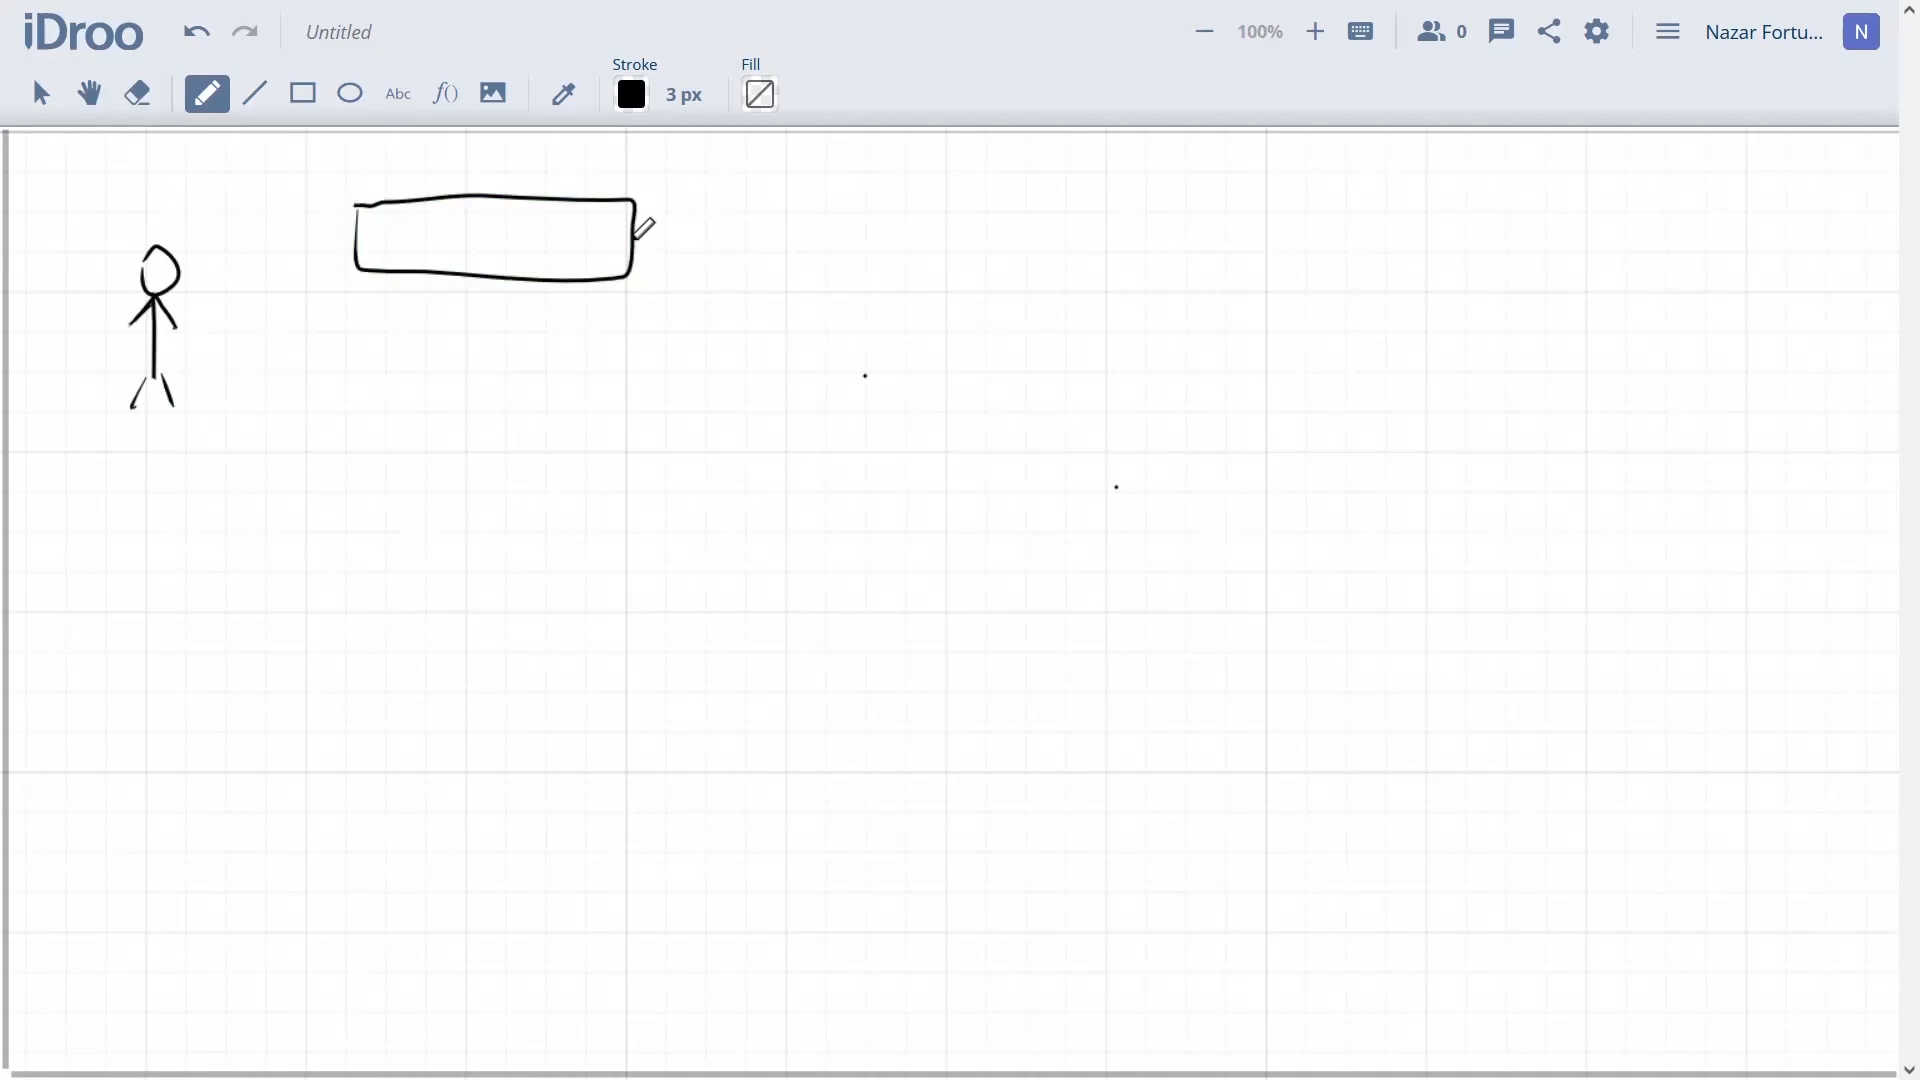 iDroo
Untitled
100%
0
Nazar Fortu...
N
Abc
f()
Stroke
3 px
Fill